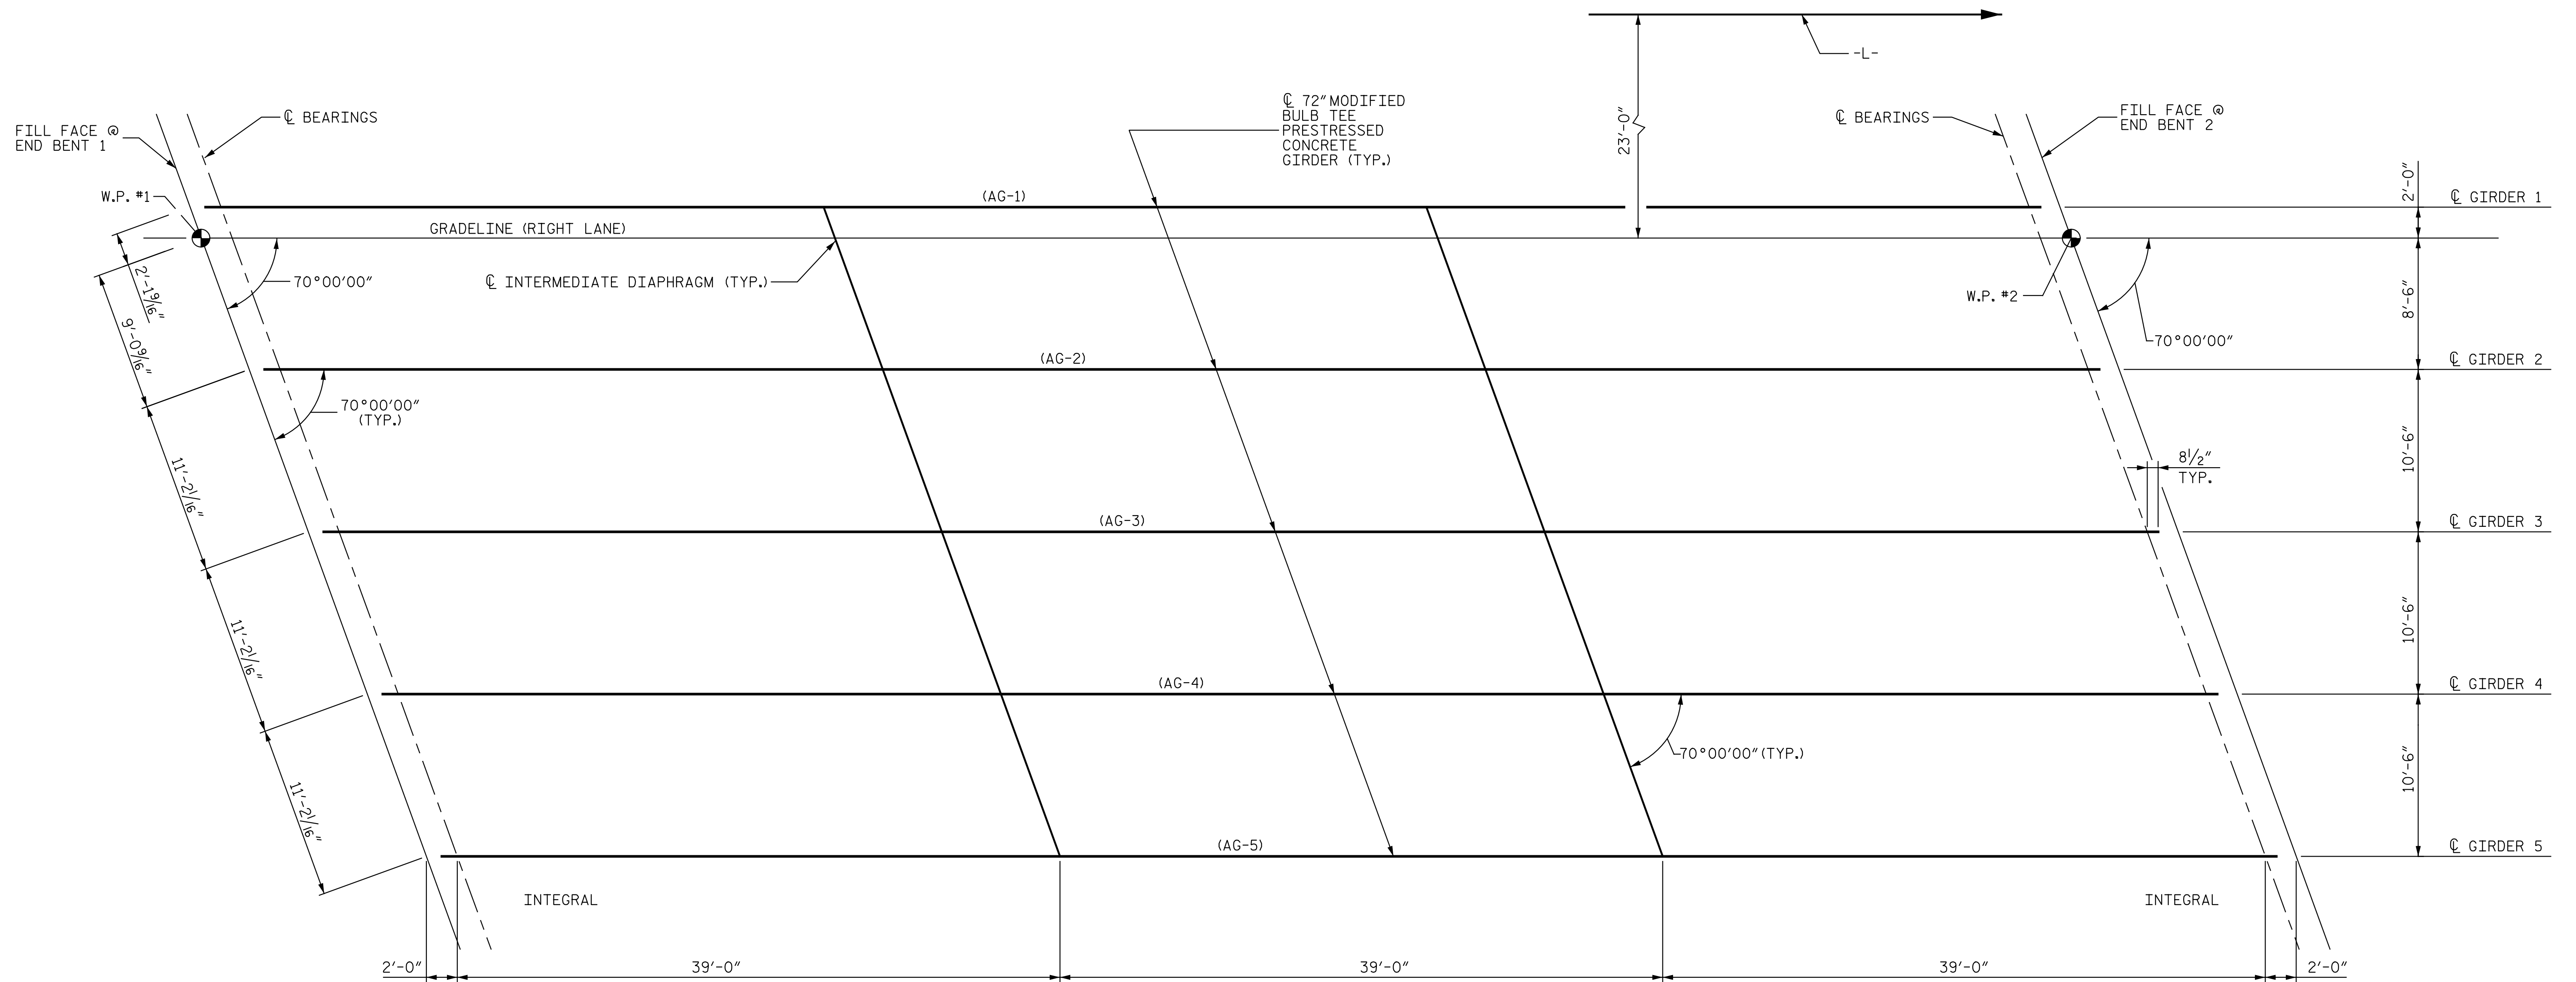 -L-
23'-0"
℄ 72" MODIFIED
BULB TEE
PRESTRESSED
CONCRETE
GIRDER (TYP.)
FILL FACE @
END BENT 1
℄ BEARINGS
℄ BEARINGS
FILL FACE @
END BENT 2
W.P. #1
(AG-1)
2'-0"
℄ GIRDER 1
GRADELINE (RIGHT LANE)
2'-1 9/16"
70°00'00"
℄ INTERMEDIATE DIAPHRAGM (TYP.)
W.P. #2
8'-6"
9'-0 9/16"
70°00'00"
(AG-2)
℄ GIRDER 2
70°00'00"
(TYP.)
11'-2 1/16"
8 1/2"
TYP.
10'-6"
(AG-3)
℄ GIRDER 3
11'-2 1/16"
10'-6"
(AG-4)
℄ GIRDER 4
70°00'00" (TYP.)
11'-2 1/16"
10'-6"
(AG-5)
℄ GIRDER 5
INTEGRAL
INTEGRAL
2'-0"
39'-0"
39'-0"
39'-0"
2'-0"